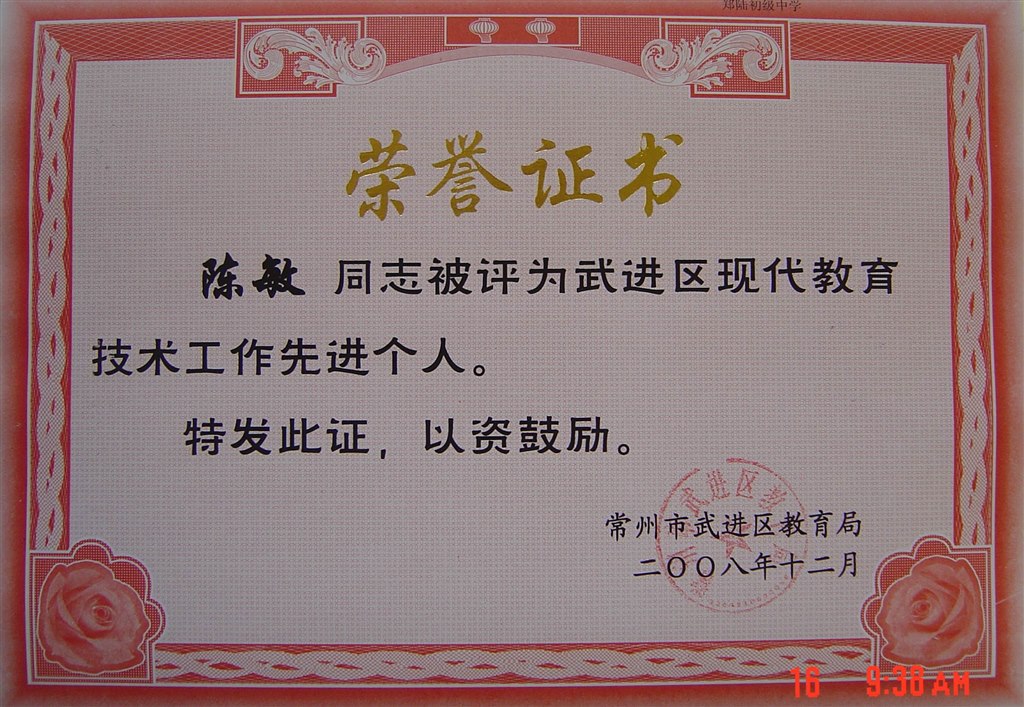 郑陆初级中学
荣誉证书
陈敏 同志被评为武进区现代教育
技术工作先进个人。
特发此证，以资鼓励。
常州市武进区教育局
二〇〇八年十二月
16 9:38AM